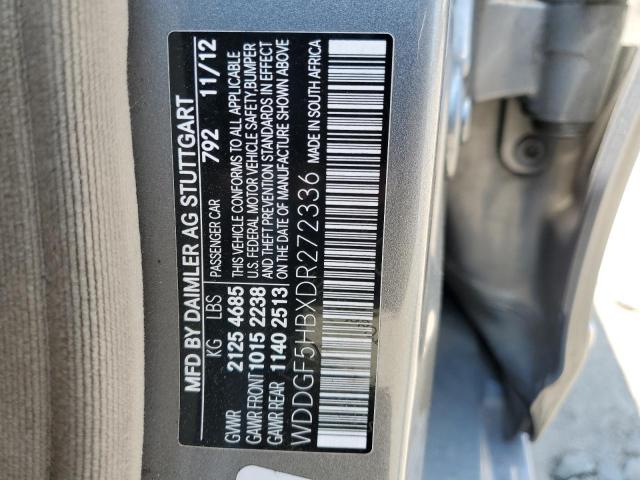 MFD BY DAIMLER AG STUTTGART
KG LBS PASSENGER CAR 792 11/12
GVWR 2125 4685 THIS VEHICLE CONFORMS TO ALL APPLICABLE
GAWR FRONT 1015 2238 U.S. FEDERAL MOTOR VEHICLE SAFETY,BUMPER
GAWR REAR 1140 2513 AND THEFT PREVENTION STANDARDS IN EFFECT
ON THE DATE OF MANUFACTURE SHOWN ABOVE
WDDGF5HBXDR272336 MADE IN SOUTH AFRICA